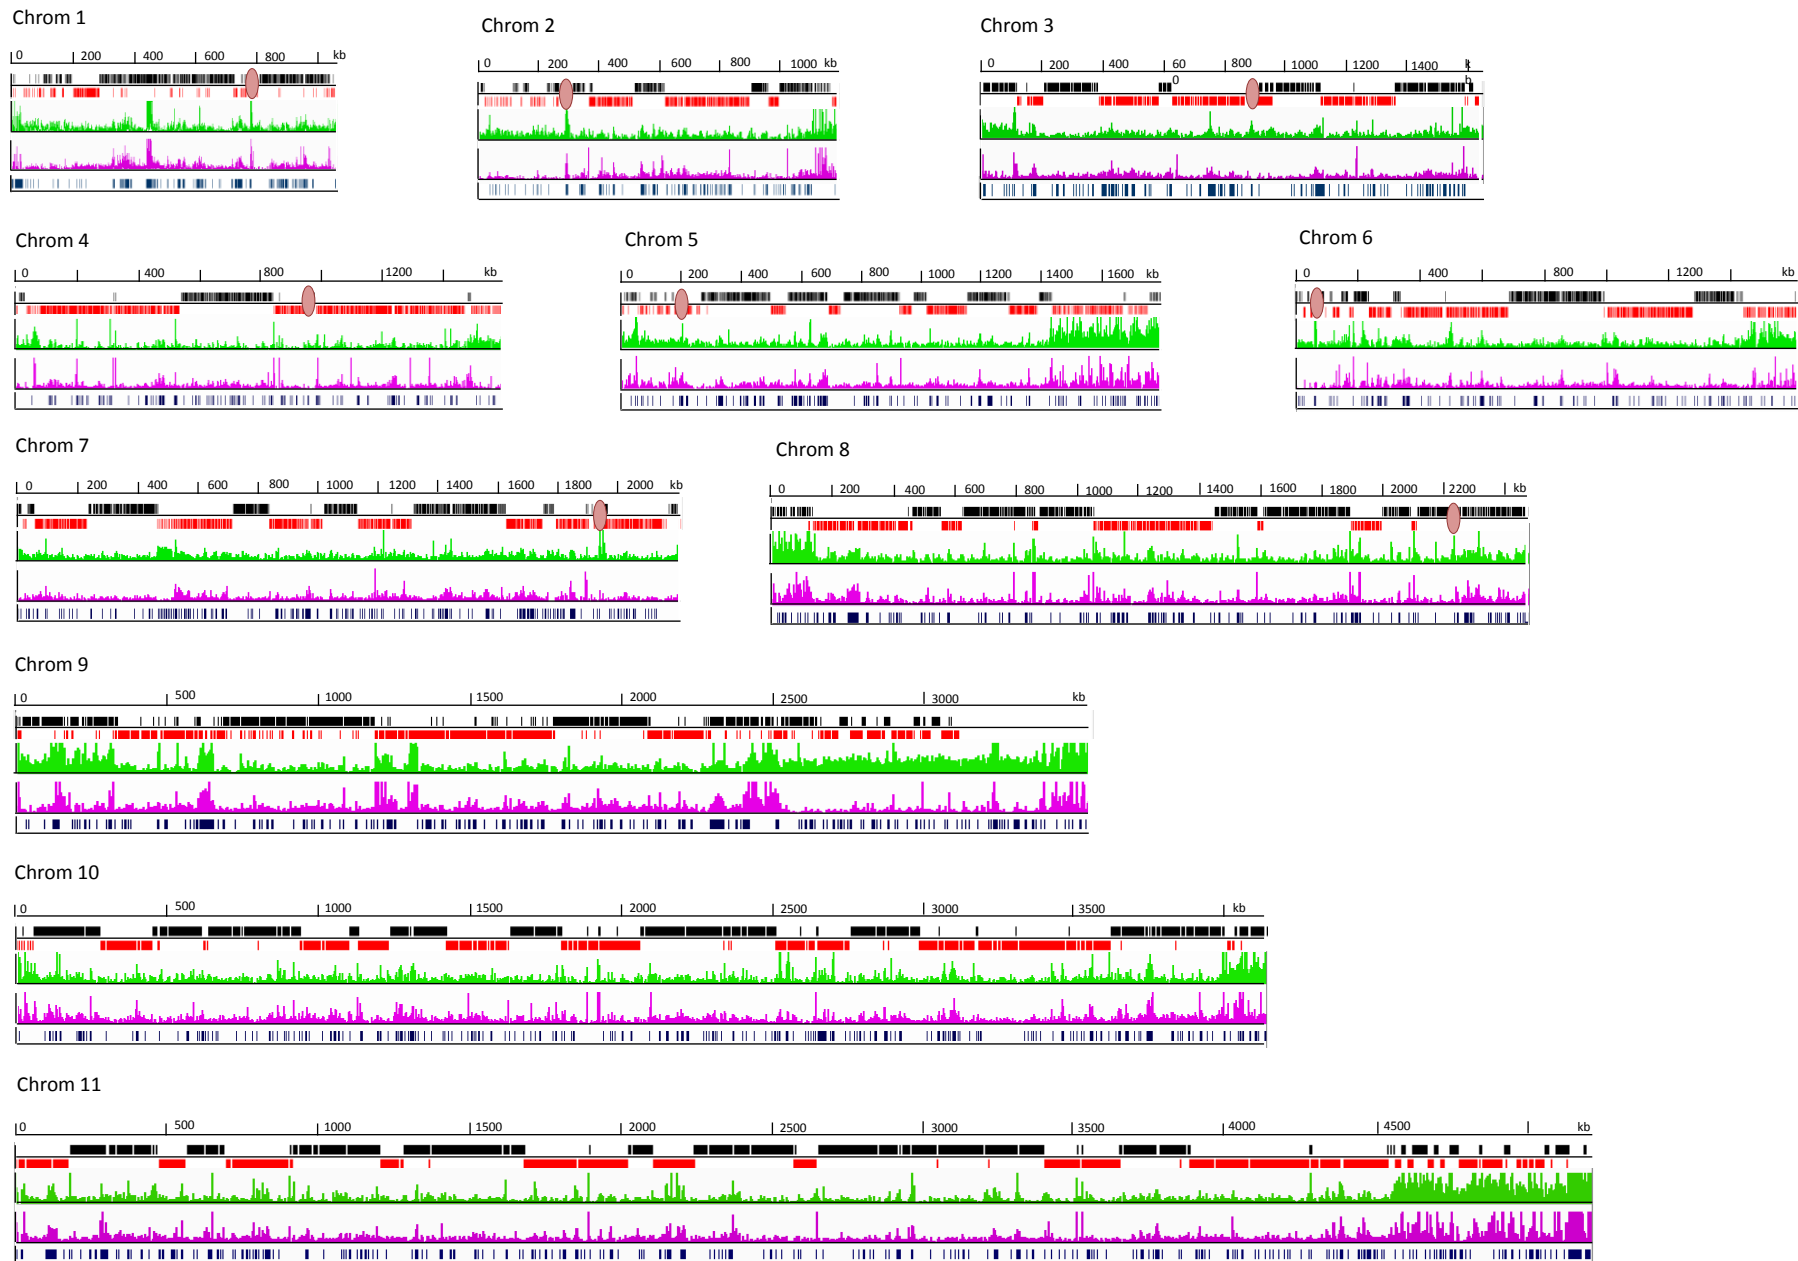 Chrom 1
0 200 400 600 800 kb
Chrom 2
0 200 400 600 800 1000 kb
Chrom 3
0 200 400 600 800 1000 1200 1400 k
b
0
Chrom 4
0 400 800 1200 kb
Chrom 5
0 200 400 600 800 1000 1200 1400 1600 kb
Chrom 6
0 400 800 1200 kb
Chrom 7
0 200 400 600 800 1000 1200 1400 1600 1800 2000 kb
Chrom 8
0 200 400 600 800 1000 1200 1400 1600 1800 2000 2200 kb
Chrom 9
0 500 1000 1500 2000 2500 3000 kb
Chrom 10
0 500 1000 1500 2000 2500 3000 3500 kb
Chrom 11
0 500 1000 1500 2000 2500 3000 3500 4000 4500 kb